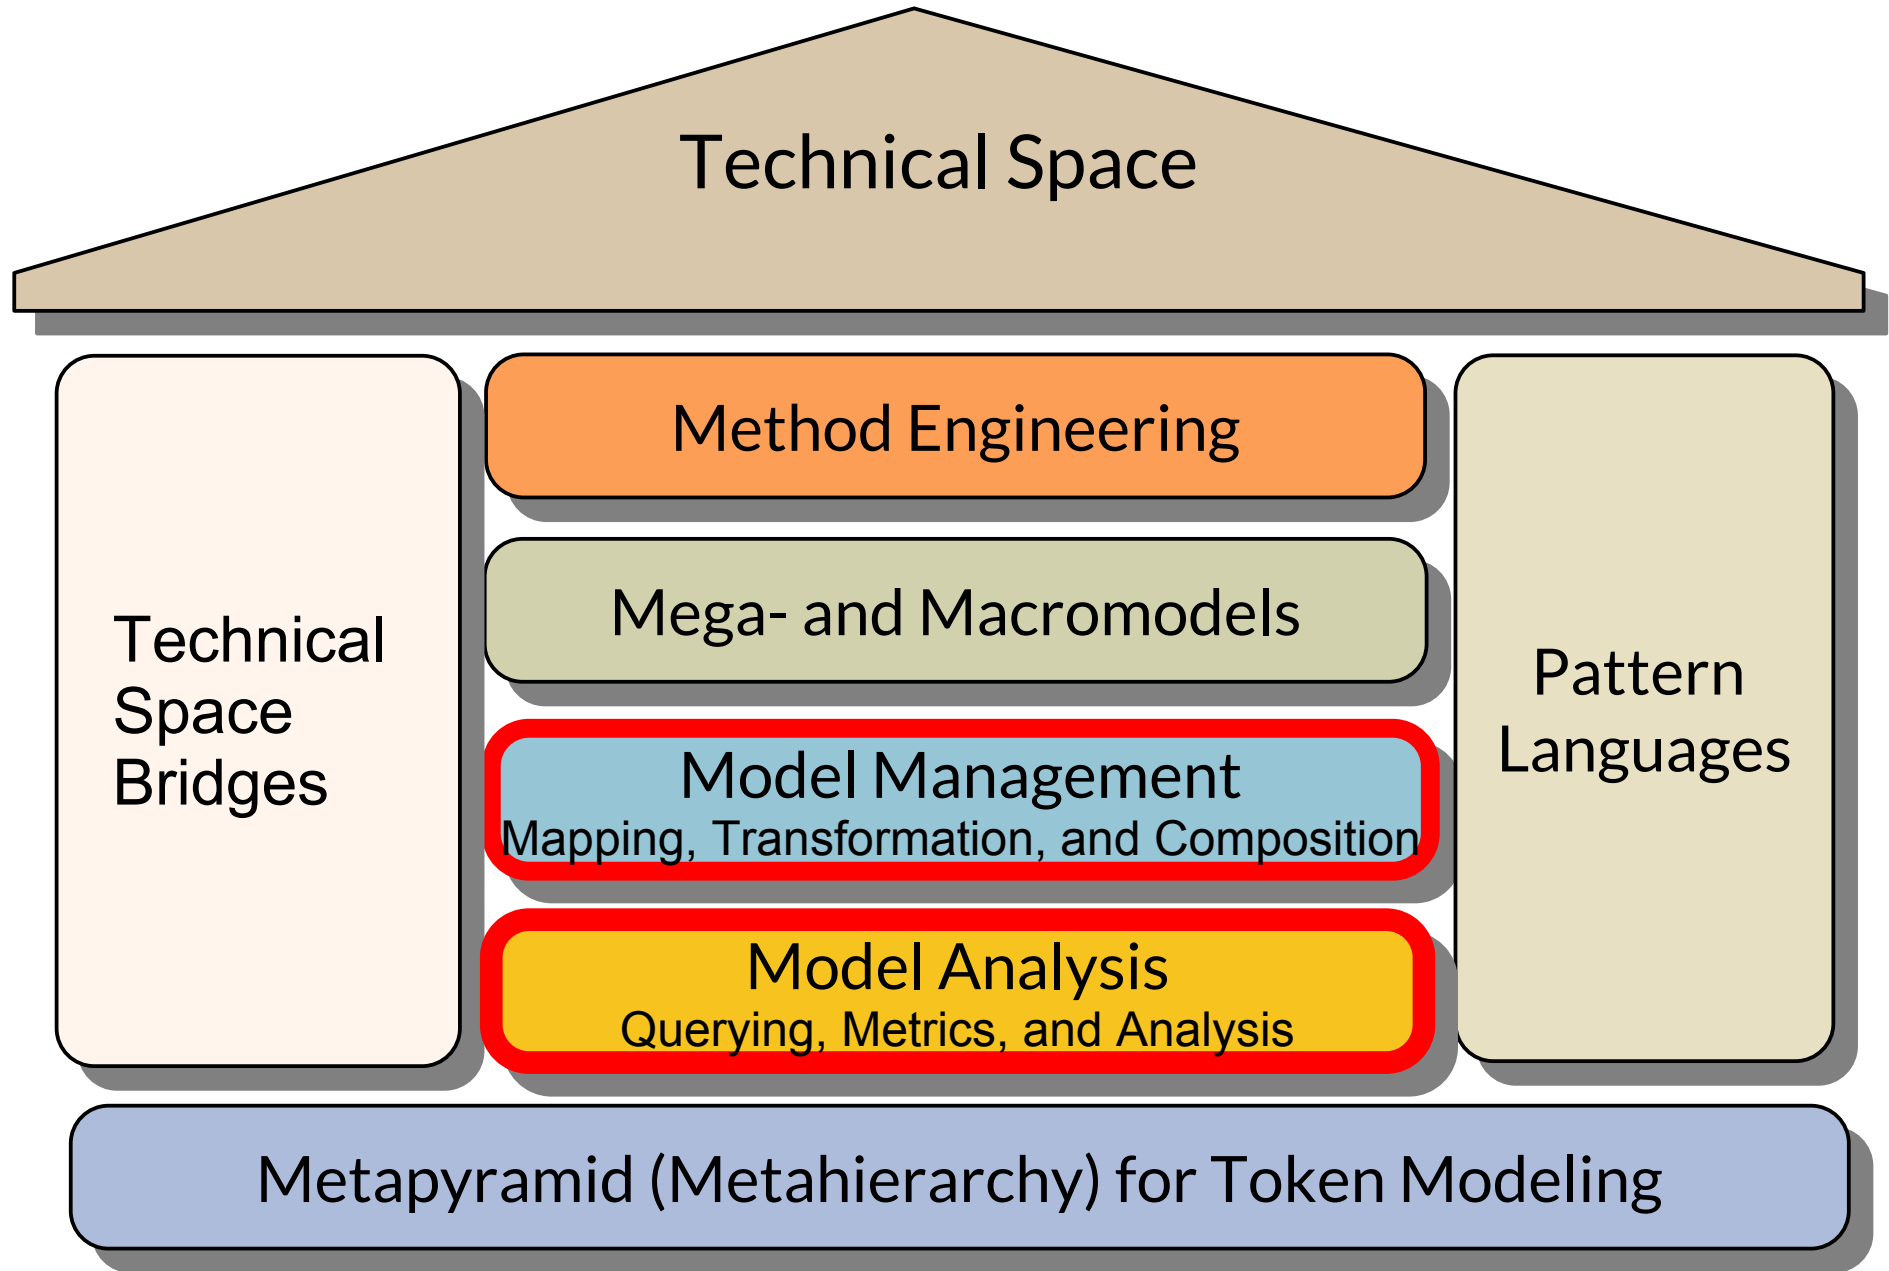 Technical Space
Method Engineering
Mega- and Macromodels
Technical
Space
Bridges
Pattern
Languages
Model Management
Mapping, Transformation, and Composition
Model Analysis
Querying, Metrics, and Analysis
Metapyramid (Metahierarchy) for Token Modeling